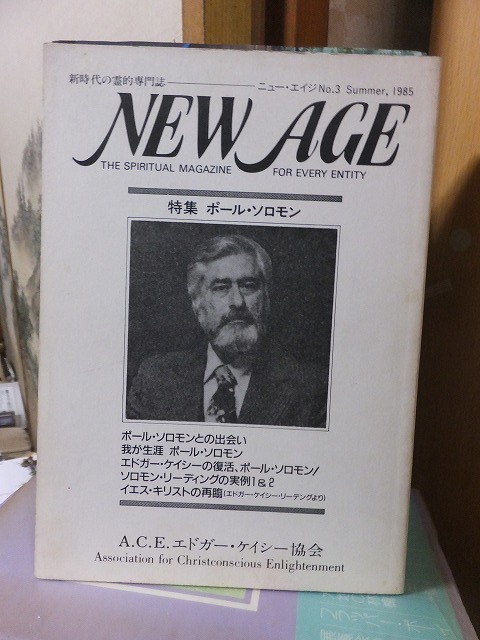 新時代の霊的専門誌 ニュー・エイジNo.3 Summer, 1985
NEW AGE
THE SPIRITUAL MAGAZINE FOR EVERY ENTITY
特集 ポール・ソロモン
ポール・ソロモンとの出会い
我が生涯 ポール・ソロモン
エドガー・ケイシーの復活、ポール・ソロモン!
ソロモン・リーディングの実例1&2
イエス・キリストの再臨(エドガー・ケイシー・リーデングより)
A.C.E.エドガー・ケイシー協会
Association for Christconscious Enlightenment